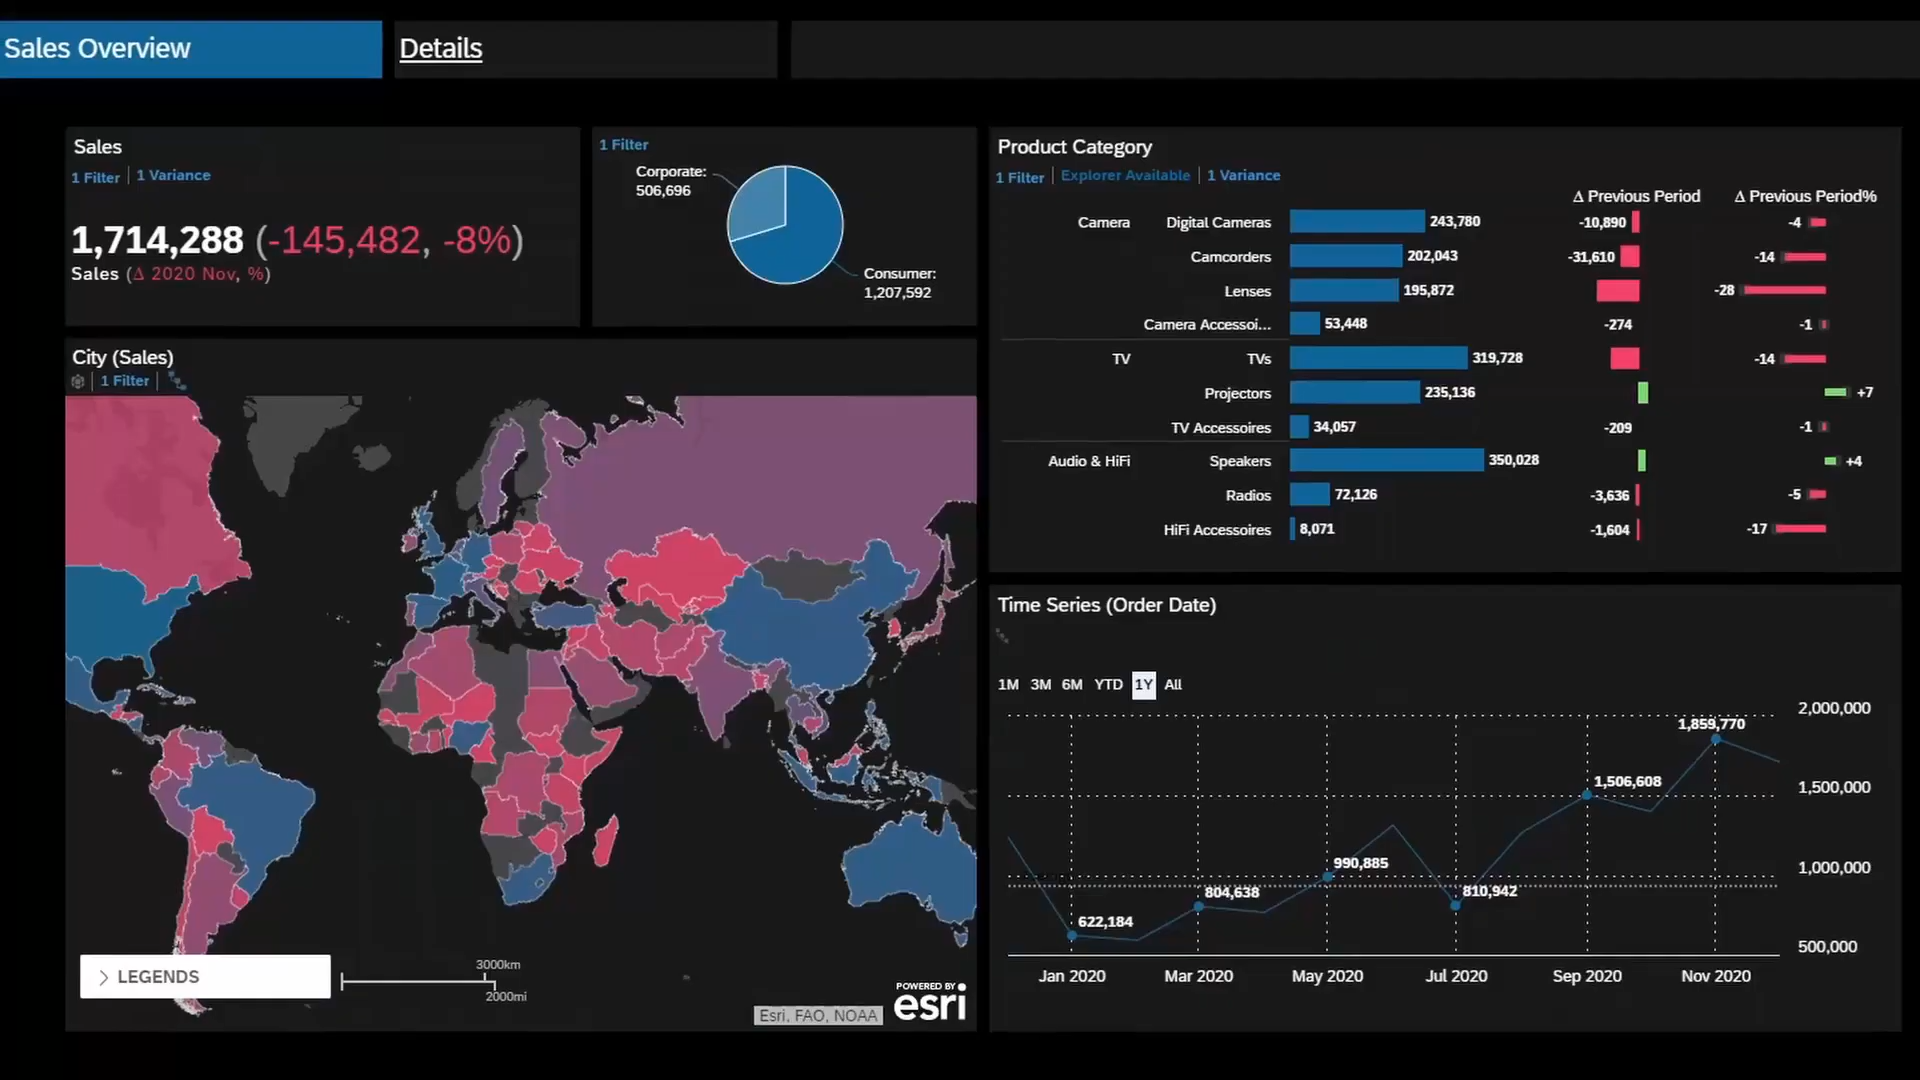 Sales Overview
Details
Sales
1 Filter
1 Variance
1,714,288 (-145,482, -8%)
Sales (Δ 2020 Nov, %)
1 Filter
Corporate:
506,696
Consumer:
1,207,592
City (Sales)
1 Filter
LEGENDS
3000km
2000mi
Esri, FAO, NOAA
POWERED BY
esri
Product Category
1 Filter
Explorer Available
1 Variance
Δ Previous Period
Δ Previous Period%
Camera Digital Cameras 243,780 -10,890 -4
Camcorders 202,043 -31,610 -14
Lenses 195,872 -28
Camera Accessoi... 53,448 -274 -1
TV TVs 319,728 -14
Projectors 235,136 +7
TV Accessoires 34,057 -209 -1
Audio & HiFi Speakers 350,028 +4
Radios 72,126 -3,636 -5
HiFi Accessoires 8,071 -1,604 -17
Time Series (Order Date)
1M 3M 6M YTD 1Y All
2,000,000
1,859,770
1,500,000
1,506,608
1,000,000
990,885
804,638
810,942
622,184
500,000
Jan 2020 Mar 2020 May 2020 Jul 2020 Sep 2020 Nov 2020